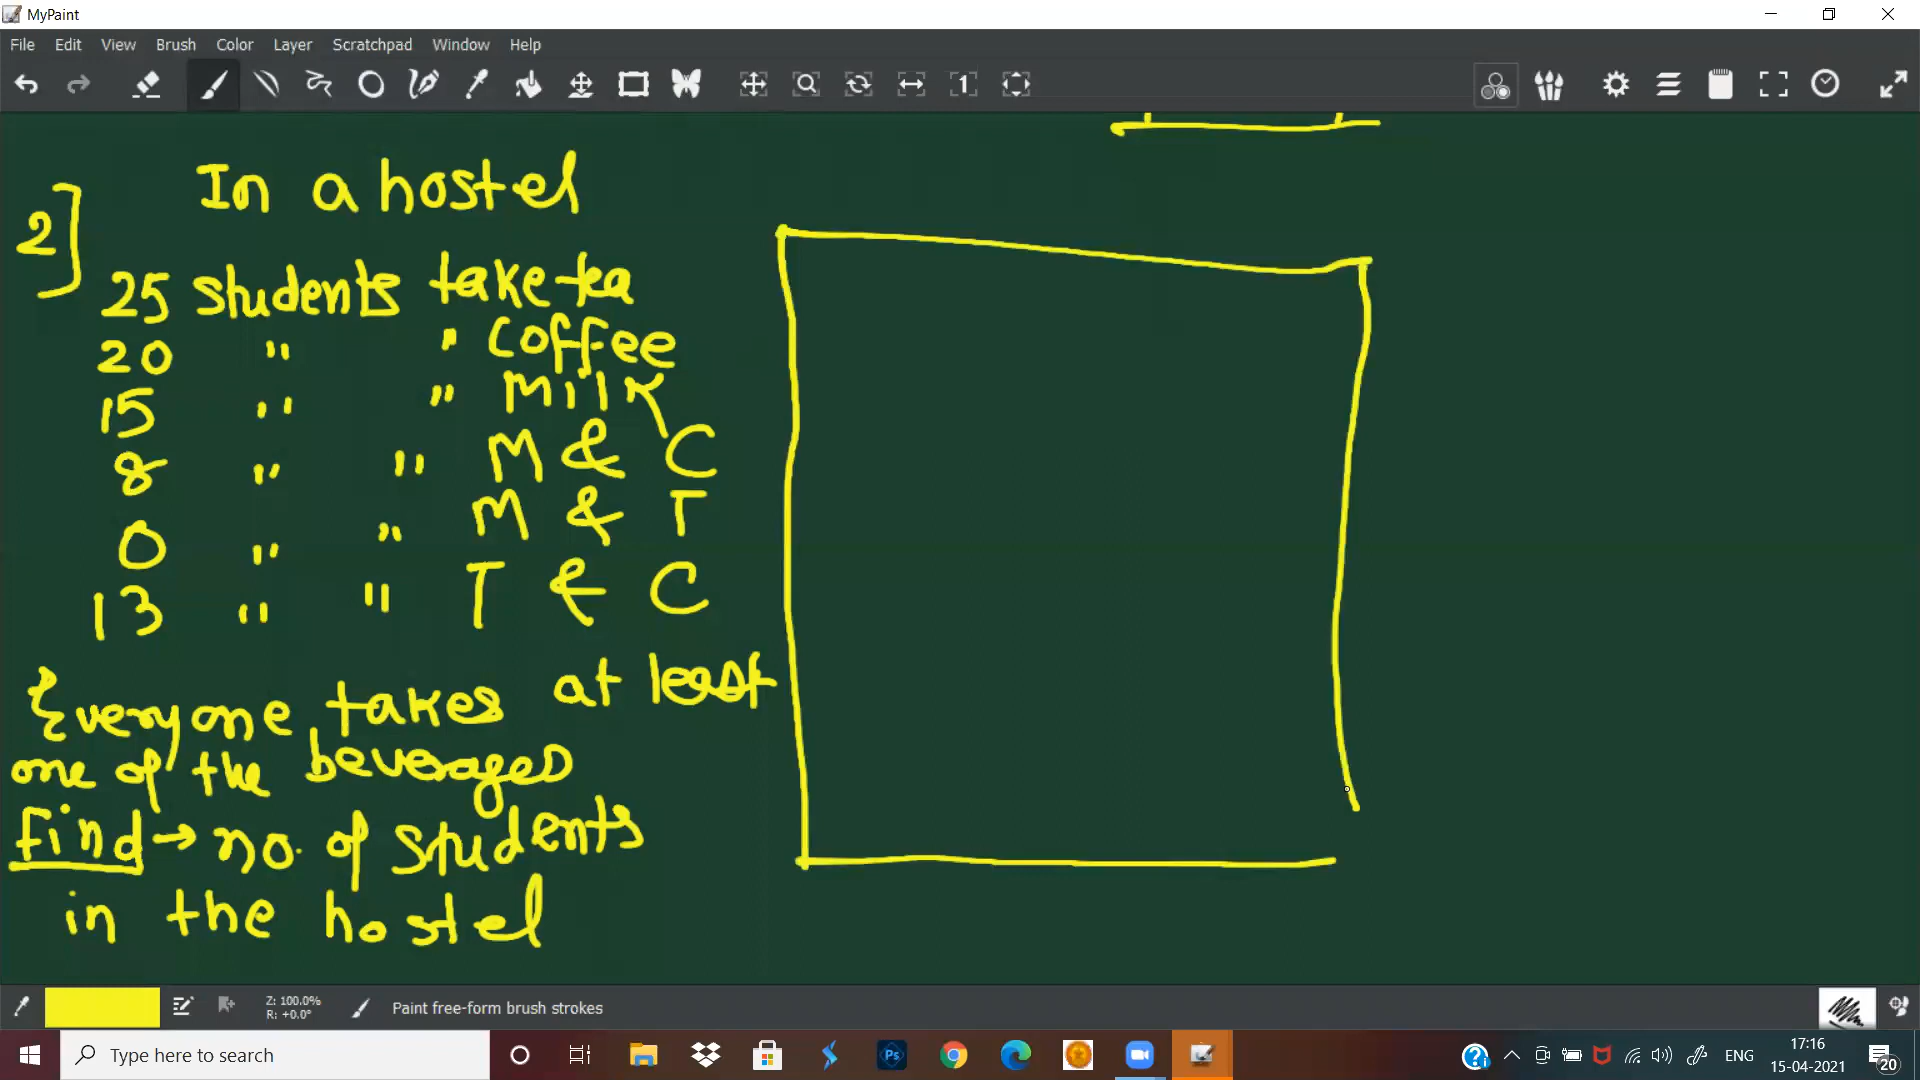 MyPaint
File Edit View Brush Color Layer Scratchpad Window Help
1
2]
In a hostel
25 students take tea
20 " " Coffee
15 " " Milk
8 " " M & C
0 " " M & T
13 " " T & C
Everyone takes at least
one of the beverages
find → no. of students
in the hostel
Z: 100.0%
R: +0.0°
Paint free-form brush strokes
Type here to search
Ps
ENG
17:16
15-04-2021
20